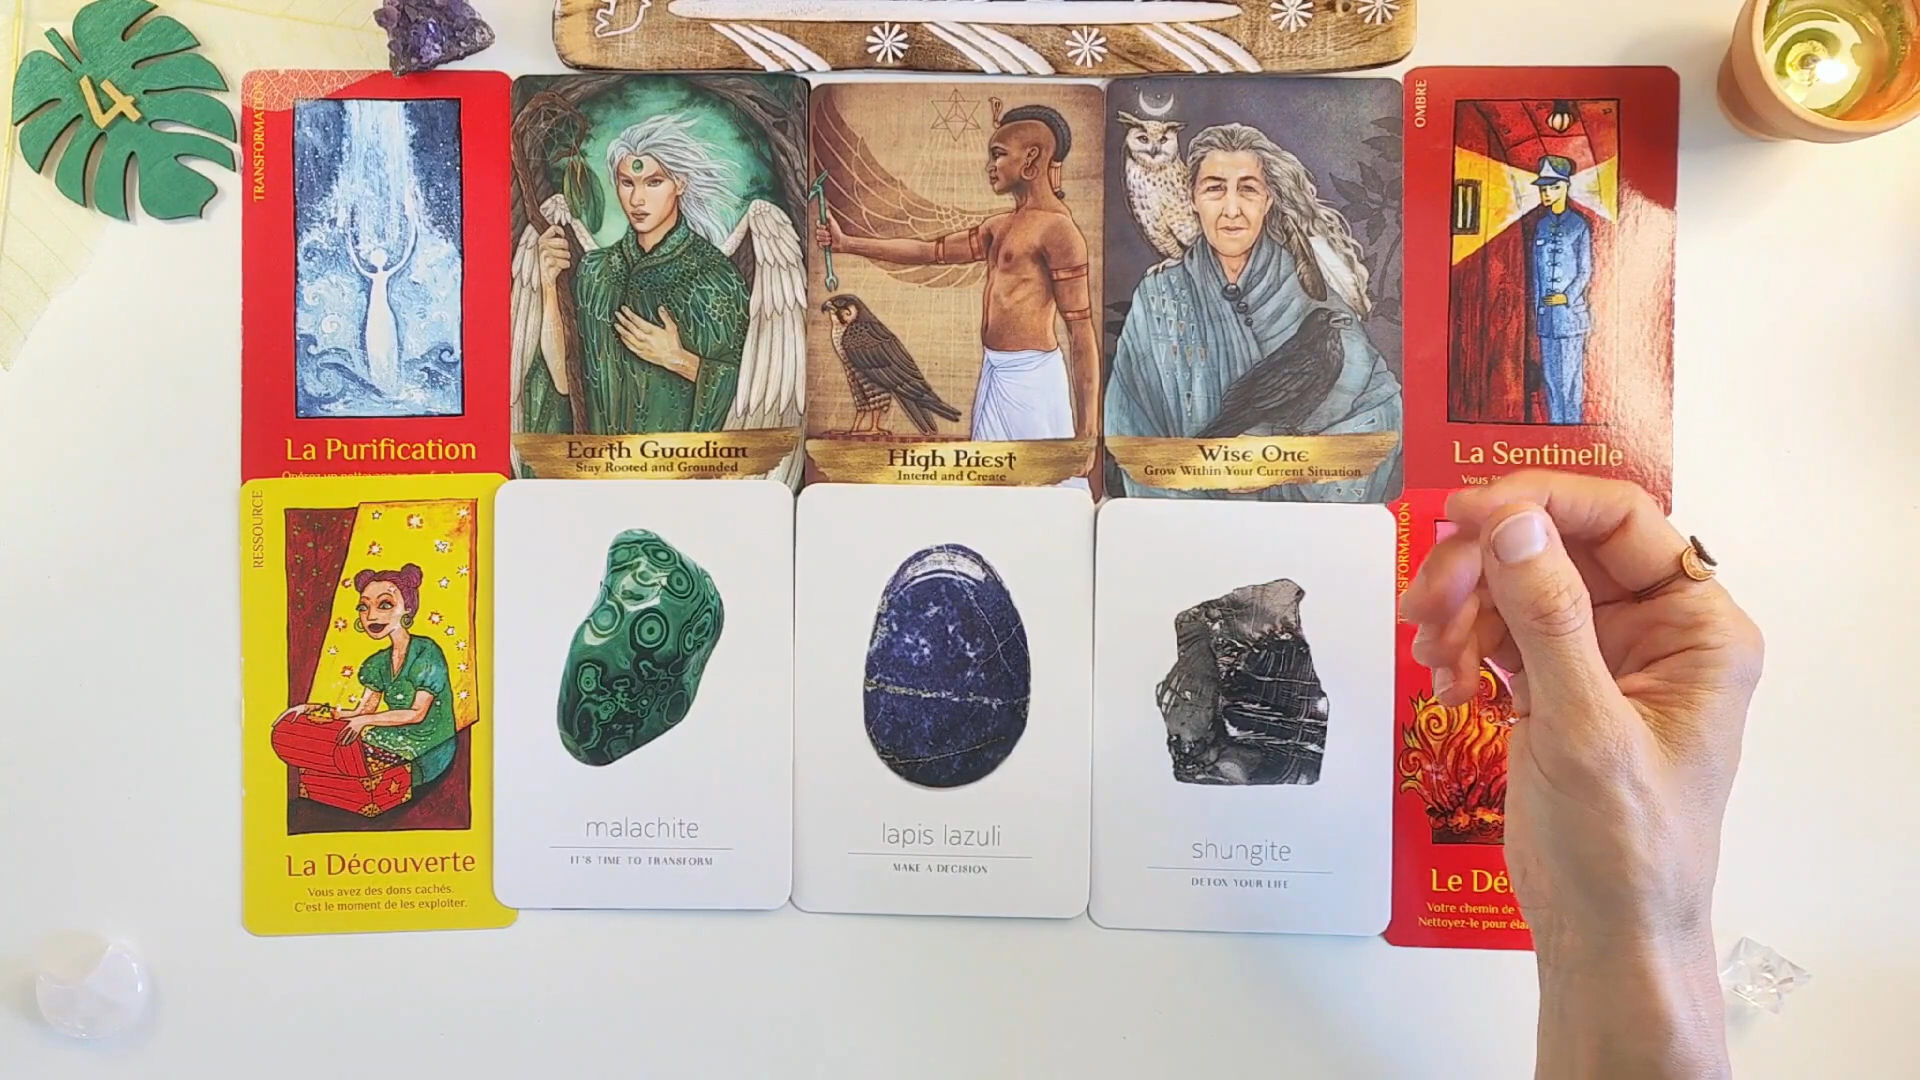 4
TRANSFORMATION
La Purification
Earth Guardian
Stay Rooted and Grounded
High Priest
Intend and Create
Wise One
Grow Within Your Current Situation
OMBRE
La Sentinelle
Vous
RESSOURCE
La Découverte
Vous avez des dons cachés.
C'est le moment de les exploiter.
malachite
IT'S TIME TO TRANSFORM
lapis lazuli
MAKE A DECISION
shungite
DETOX YOUR LIFE
Le
Votre chemin de
Nettoyez-le pour